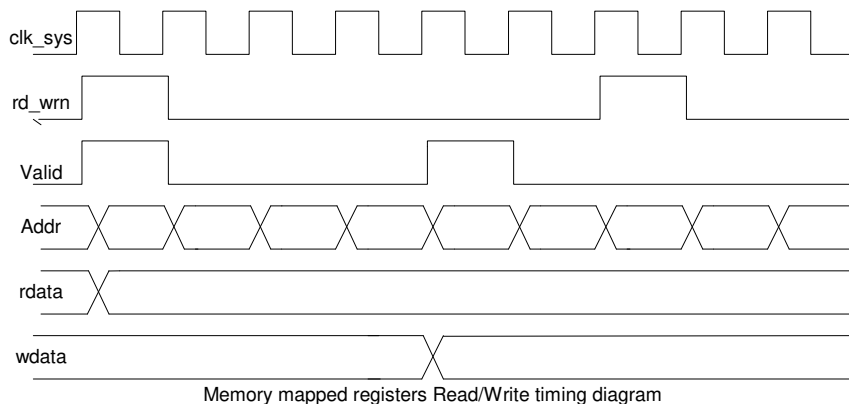 clk_sys
rd_wrn
Valid
Addr
rdata
wdata
Memory mapped registers Read/Write timing diagram